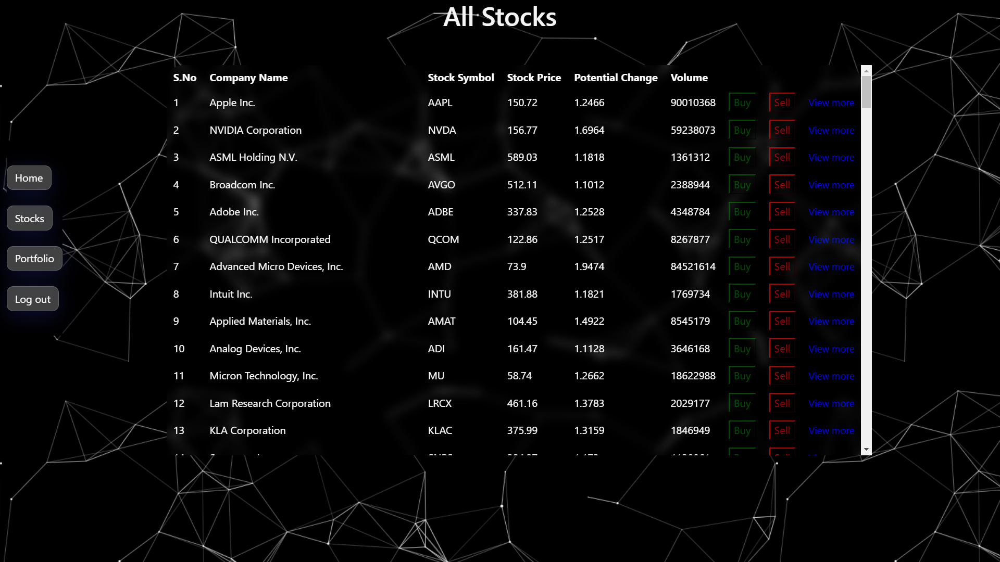 All Stocks
S.No Company Name Stock Symbol Stock Price Potential Change Volume
1 Apple Inc. AAPL 150.72 1.2466 90010368 Buy Sell View more
2 NVIDIA Corporation NVDA 156.77 1.6964 59238073 Buy Sell View more
3 ASML Holding N.V. ASML 589.03 1.1818 1361312 Buy Sell View more
Home
4 Broadcom Inc. AVGO 512.11 1.1012 2388944 Buy Sell View more
5 Adobe Inc. ADBE 337.83 1.2528 4348784 Buy Sell View more
Stocks
6 QUALCOMM Incorporated QCOM 122.86 1.2517 8267877 Buy Sell View more
Portfolio
7 Advanced Micro Devices, Inc. AMD 73.9 1.9474 84521614 Buy Sell View more
8 Intuit Inc. INTU 381.88 1.1821 1769734 Buy Sell View more
Log out
9 Applied Materials, Inc. AMAT 104.45 1.4922 8545179 Buy Sell View more
10 Analog Devices, Inc. ADI 161.47 1.1128 3646168 Buy Sell View more
11 Micron Technology, Inc. MU 58.74 1.2662 18622988 Buy Sell View more
12 Lam Research Corporation LRCX 461.16 1.3783 2029177 Buy Sell View more
13 KLA Corporation KLAC 375.99 1.3159 1846949 Buy Sell View more